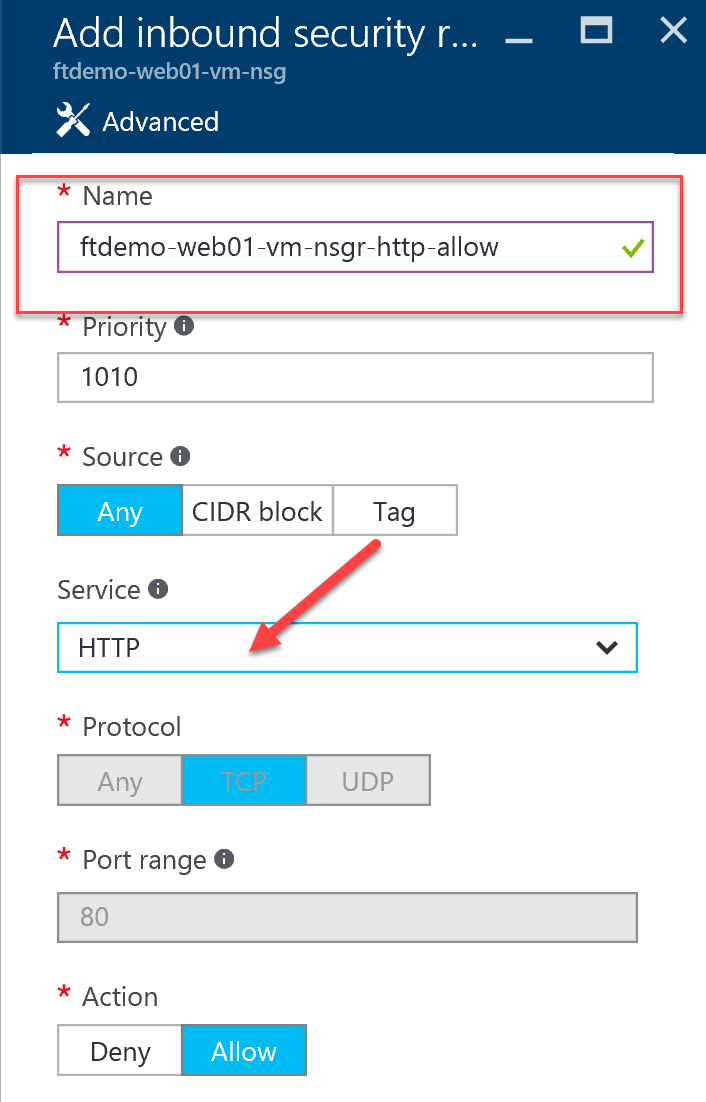 Add inbound security r...
ftdemo-web01-vm-nsg
Advanced
* Name
ftdemo-web01-vm-nsgr-http-allow
* Priority
1010
* Source
Any CIDR block Tag
Service
HTTP
* Protocol
Any TCP UDP
* Port range
80
* Action
Deny Allow